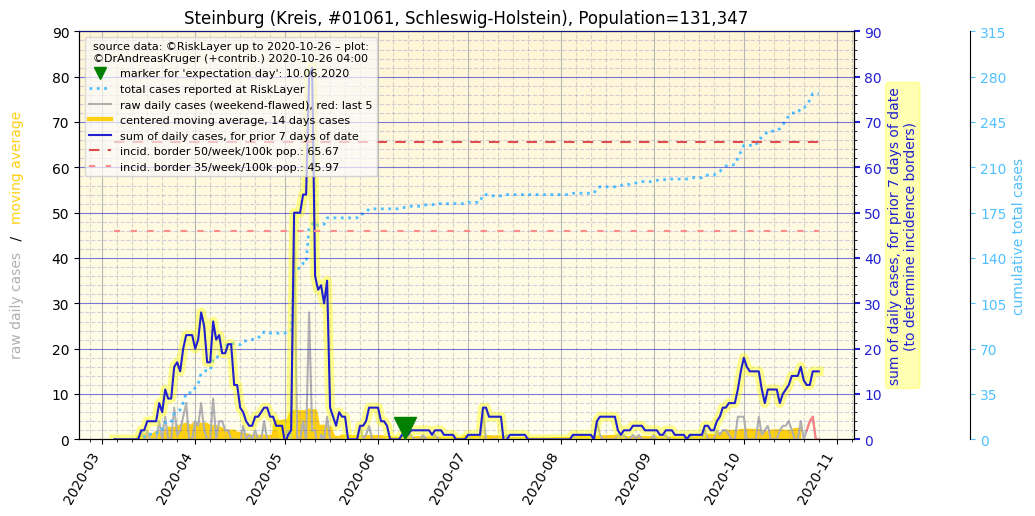 Steinburg (Kreis, #01061, Schleswig-Holstein), Population=131,347
source data: ©RiskLayer up to 2020-10-26 – plot:
©DrAndreasKruger (+contrib.) 2020-10-26 04:00
marker for 'expectation day': 10.06.2020
total cases reported at RiskLayer
raw daily cases (weekend-flawed), red: last 5
centered moving average, 14 days cases
sum of daily cases, for prior 7 days of date
incid. border 50/week/100k pop.: 65.67
incid. border 35/week/100k pop.: 45.97
raw daily cases / moving average
90
80
70
60
50
40
30
20
10
0
2020-03
2020-04
2020-05
2020-06
2020-07
2020-08
2020-09
2020-10
2020-11
90
80
70
60
50
40
30
20
10
0
sum of daily cases, for prior 7 days of date
(to determine incidence borders)
315
280
245
210
175
140
105
70
35
0
cumulative total cases